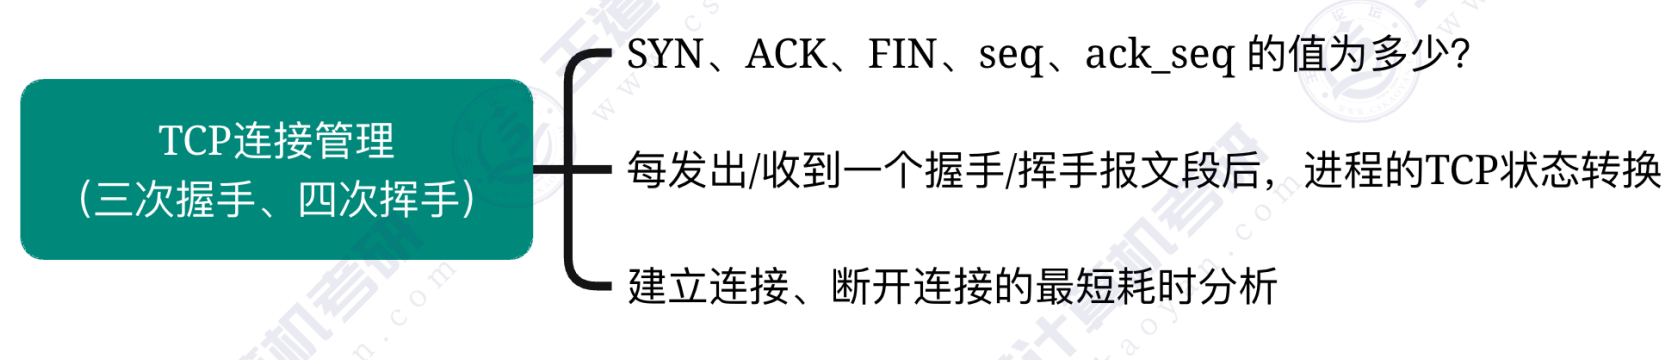 TCP连接管理
（三次握手、四次挥手）
SYN、ACK、FIN、seq、ack_seq 的值为多少？
每发出/收到一个握手/挥手报文段后，进程的TCP状态转换
建立连接、断开连接的最短耗时分析